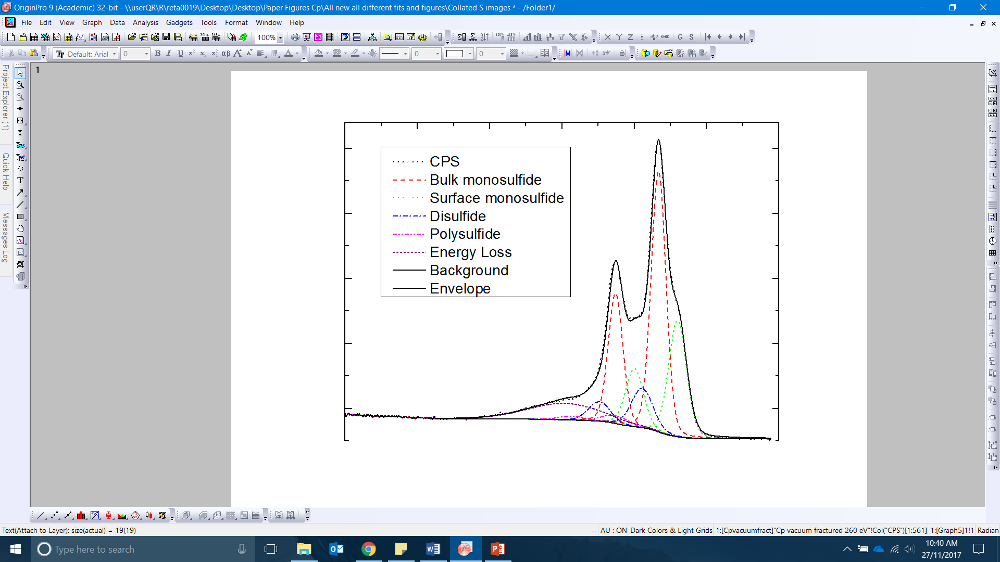 OriginPro 9 (Academic) 32-bit - \\userQR\R\reta0019\Desktop\Desktop\Paper Figures Cp\All new all different fits and figures\Collated S images * - /Folder1/
File Edit View Graph Data Analysis Gadgets Tools Format Window Help
100%
X Y Z G S
Default: Arial 0 B I U 0 0
Project Explorer (1)
Quick Help
Messages Log
1
CPS
Bulk monosulfide
Surface monosulfide
Disulfide
Polysulfide
Energy Loss
Background
Envelope
Text(Attach to Layer): size(actual) = 19(19)
-- AU : ON Dark Colors & Light Grids 1:[Cpvacuumfract]"Cp vacuum fractured 260 eV"!Col("CPS")[1:561] 1:[Graph5]1!1 Radian
Type here to search
10:40 AM
27/11/2017